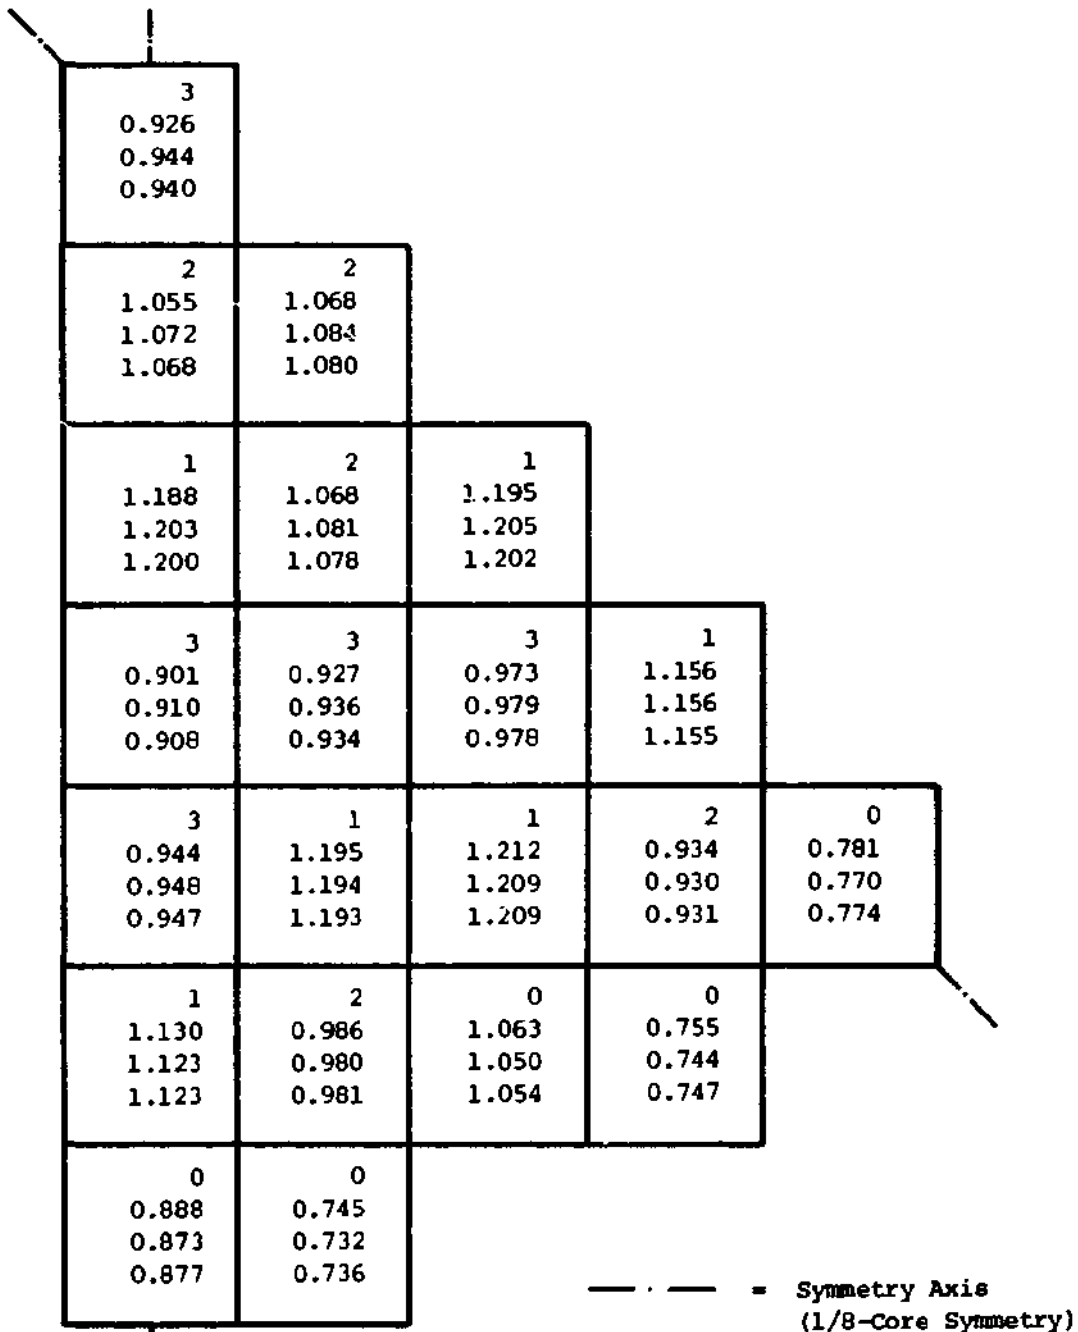 3
0.926
0.944
0.940
2 2
1.055 1.068
1.072 1.084
1.068 1.080
1 2 1
1.188 1.068 1.195
1.203 1.081 1.205
1.200 1.078 1.202
3 3 3 1
0.901 0.927 0.973 1.156
0.910 0.936 0.979 1.156
0.908 0.934 0.978 1.155
3 1 1 2 0
0.944 1.195 1.212 0.934 0.781
0.948 1.194 1.209 0.930 0.770
0.947 1.193 1.209 0.931 0.774
1 2 0 0
1.130 0.986 1.063 0.755
1.123 0.980 1.050 0.744
1.123 0.981 1.054 0.747
0 0
0.888 0.745
0.873 0.732
0.877 0.736
= Symmetry Axis
(1/8-Core Symmetry)